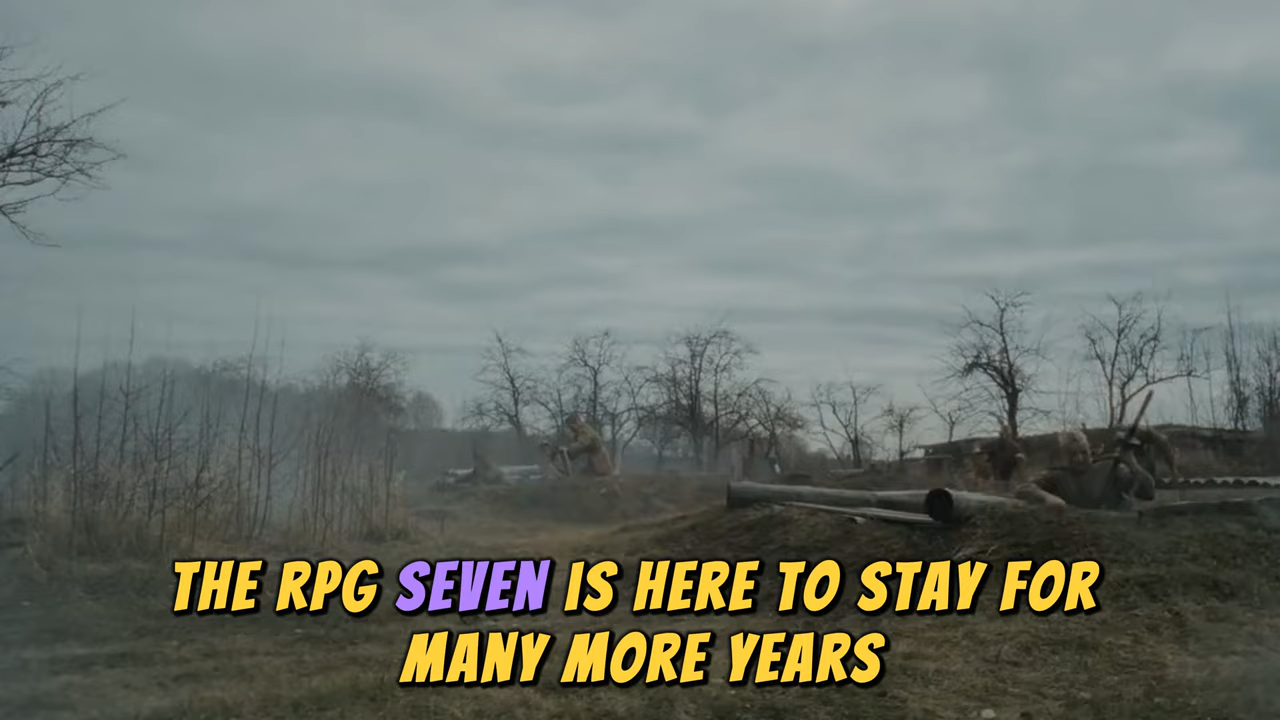 THE RPG SEVEN IS HERE TO STAY FOR
MANY MORE YEARS